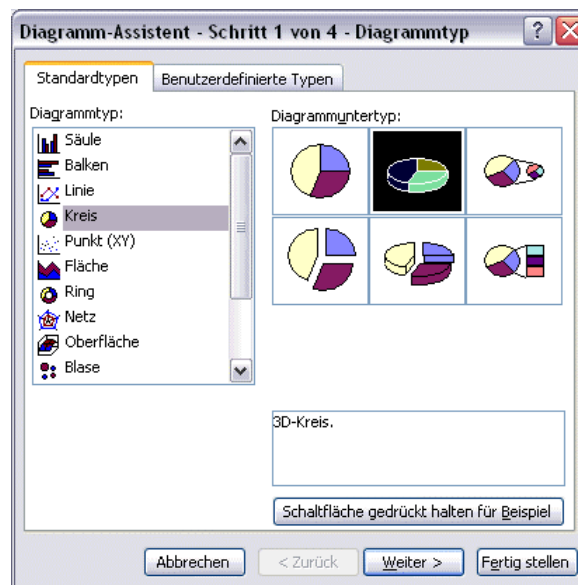 Diagramm-Assistent - Schritt 1 von 4 - Diagrammtyp
Standardtypen
Benutzerdefinierte Typen
Diagrammtyp:
Säule
Balken
Linie
Kreis
Punkt (XY)
Fläche
Ring
Netz
Oberfläche
Blase
Diagrammuntertyp:
3D-Kreis.
Schaltfläche gedrückt halten für Beispiel
Abbrechen
< Zurück
Weiter >
Fertig stellen